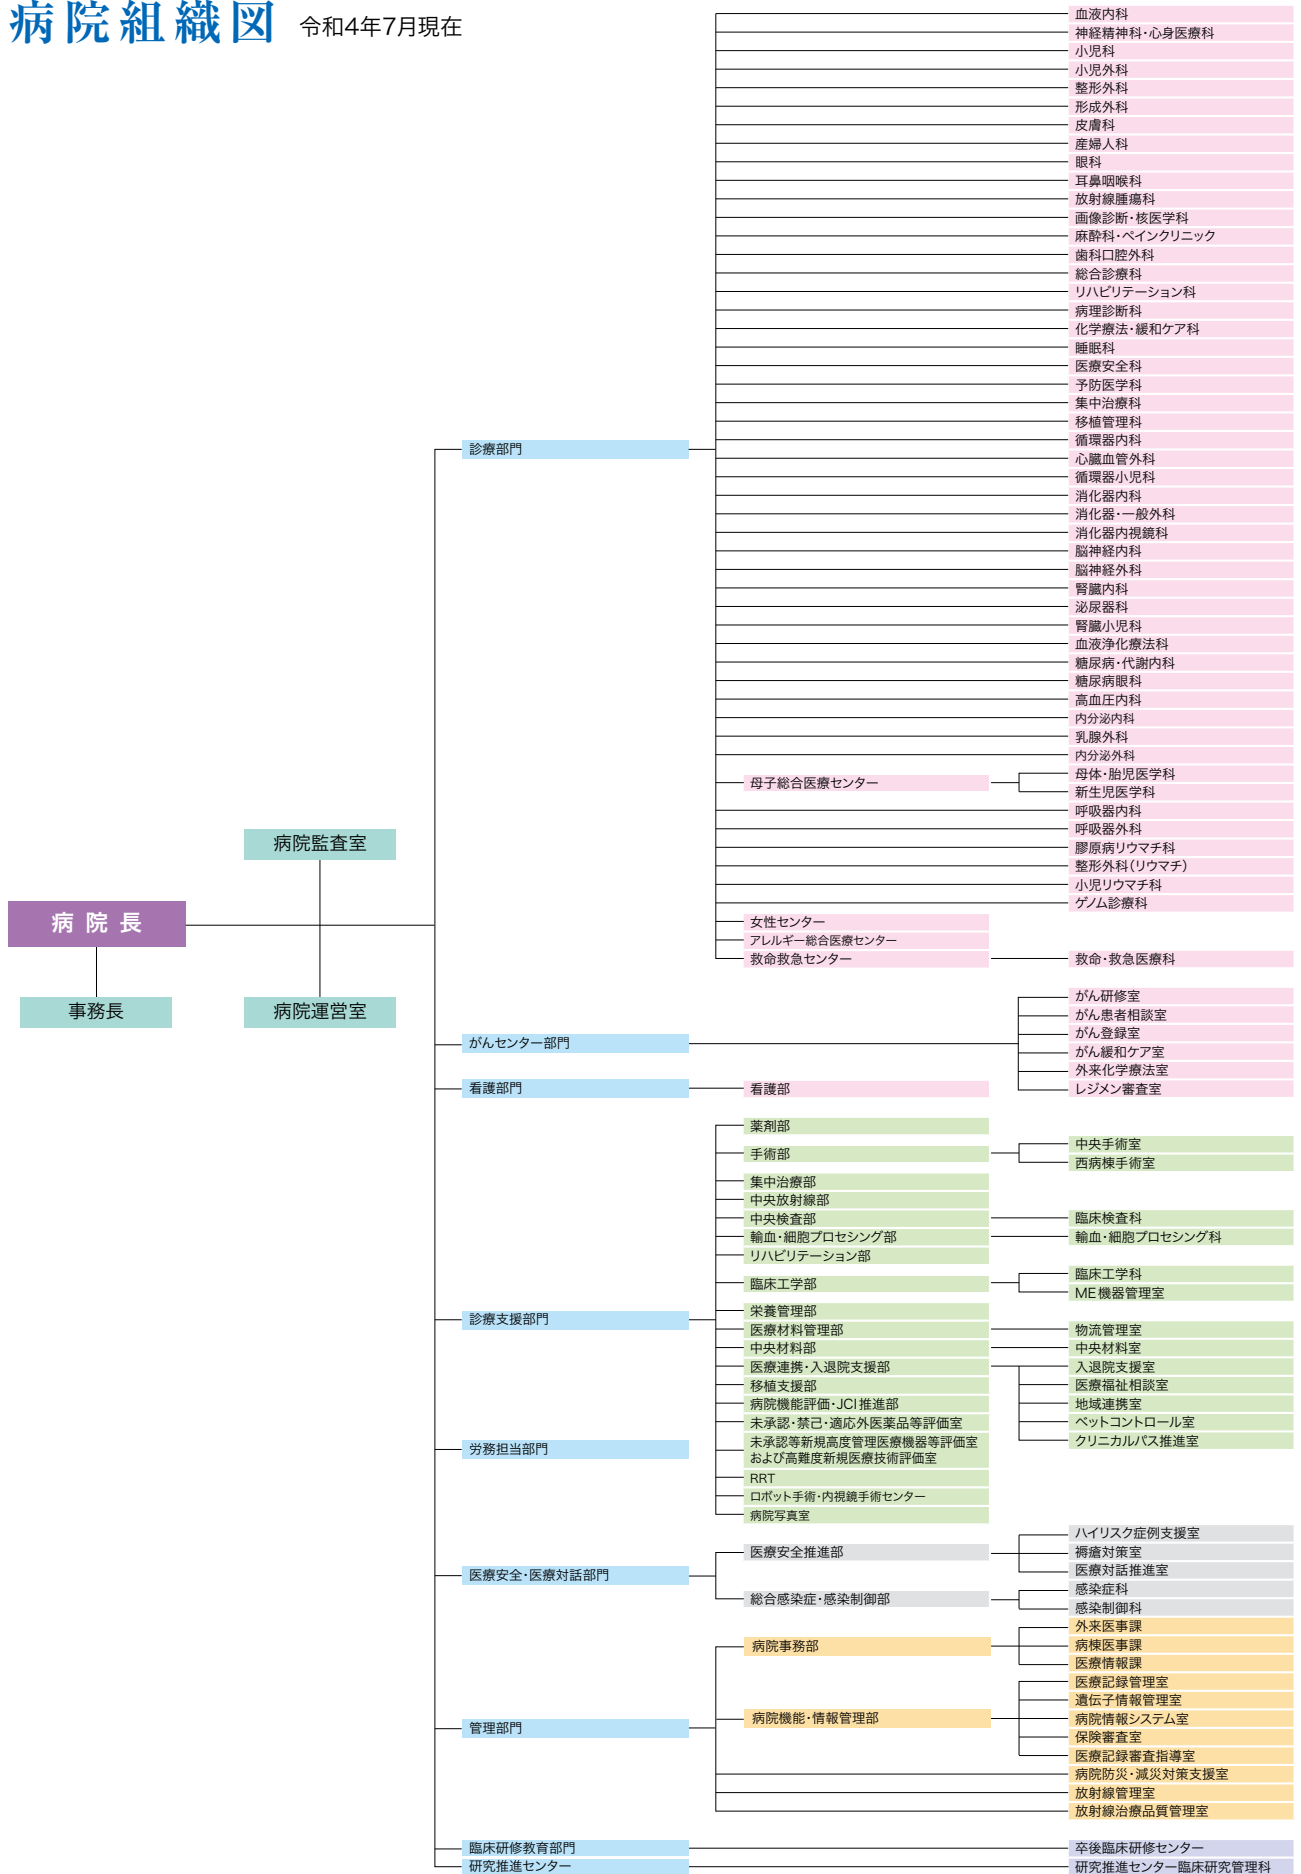 病院組織図 令和4年7月現在
病院長
事務長
病院監査室
病院運営室
診療部門
血液内科
神経精神科・心身医療科
小児科
小児外科
整形外科
形成外科
皮膚科
産婦人科
眼科
耳鼻咽喉科
放射線腫瘍科
画像診断・核医学科
麻酔科・ペインクリニック
歯科口腔外科
総合診療科
リハビリテーション科
病理診断科
化学療法・緩和ケア科
睡眠科
医療安全科
予防医学科
集中治療科
移植管理科
循環器内科
心臓血管外科
循環器小児科
消化器内科
消化器・一般外科
消化器内視鏡科
脳神経内科
脳神経外科
腎臓内科
泌尿器科
腎臓小児科
血液浄化療法科
糖尿病・代謝内科
糖尿病眼科
高血圧内科
内分泌内科
乳腺外科
内分泌外科
母子総合医療センター
母体・胎児医学科
新生児医学科
呼吸器内科
呼吸器外科
膠原病リウマチ科
整形外科(リウマチ)
小児リウマチ科
ゲノム診療科
女性センター
アレルギー総合医療センター
救命救急センター
救命・救急医療科
がんセンター部門
がん研修室
がん患者相談室
がん登録室
がん緩和ケア室
外来化学療法室
レジメン審査室
看護部門
看護部
診療支援部門
薬剤部
手術部
中央手術室
西病棟手術室
集中治療部
中央放射線部
中央検査部
臨床検査科
輸血・細胞プロセシング部
輸血・細胞プロセシング科
リハビリテーション部
臨床工学部
臨床工学科
ME機器管理室
栄養管理部
医療材料管理部
物流管理室
中央材料部
中央材料室
医療連携・入退院支援部
入退院支援室
医療福祉相談室
地域連携室
ベットコントロール室
クリニカルパス推進室
移植支援部
病院機能評価・JCI推進部
未承認・禁忌・適応外医薬品等評価室
未承認等新規高度管理医療機器等評価室
および高難度新規医療技術評価室
RRT
ロボット手術・内視鏡手術センター
病院写真室
労務担当部門
医療安全・医療対話部門
医療安全推進部
ハイリスク症例支援室
褥瘡対策室
医療対話推進室
総合感染症・感染制御部
感染症科
感染制御科
管理部門
病院事務部
外来医事課
病棟医事課
医療情報課
病院機能・情報管理部
医療記録管理室
遺伝子情報管理室
病院情報システム室
保険審査室
医療記録審査指導室
病院防災・減災対策支援室
放射線管理室
放射線治療品質管理室
臨床研修教育部門
卒後臨床研修センター
研究推進センター
研究推進センター臨床研究管理科